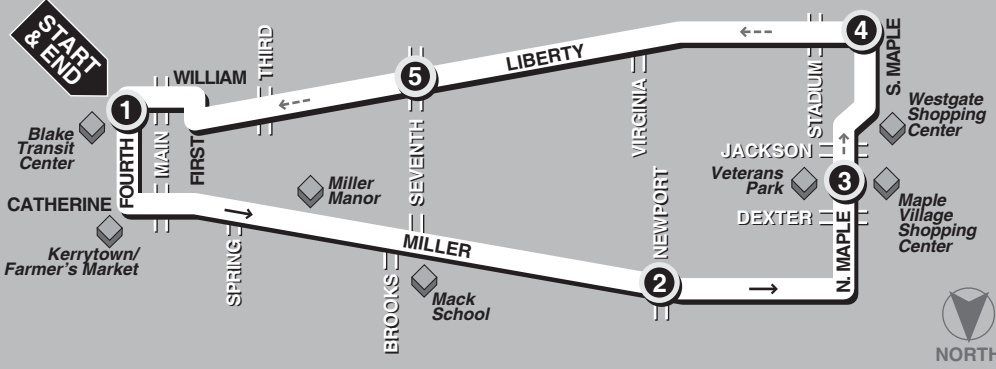 START
& END
1
Blake
Transit
Center
FOURTH
CATHERINE
Kerrytown/
Farmer's Market
MAIN
WILLIAM
FIRST
THIRD
SPRING
Miller
Manor
5
SEVENTH
LIBERTY
MILLER
BROOKS
Mack
School
VIRGINIA
NEWPORT
2
STADIUM
4
S. MAPLE
Westgate
Shopping
Center
JACKSON
Veterans
Park
3
DEXTER
N. MAPLE
Maple
Village
Shopping
Center
NORTH